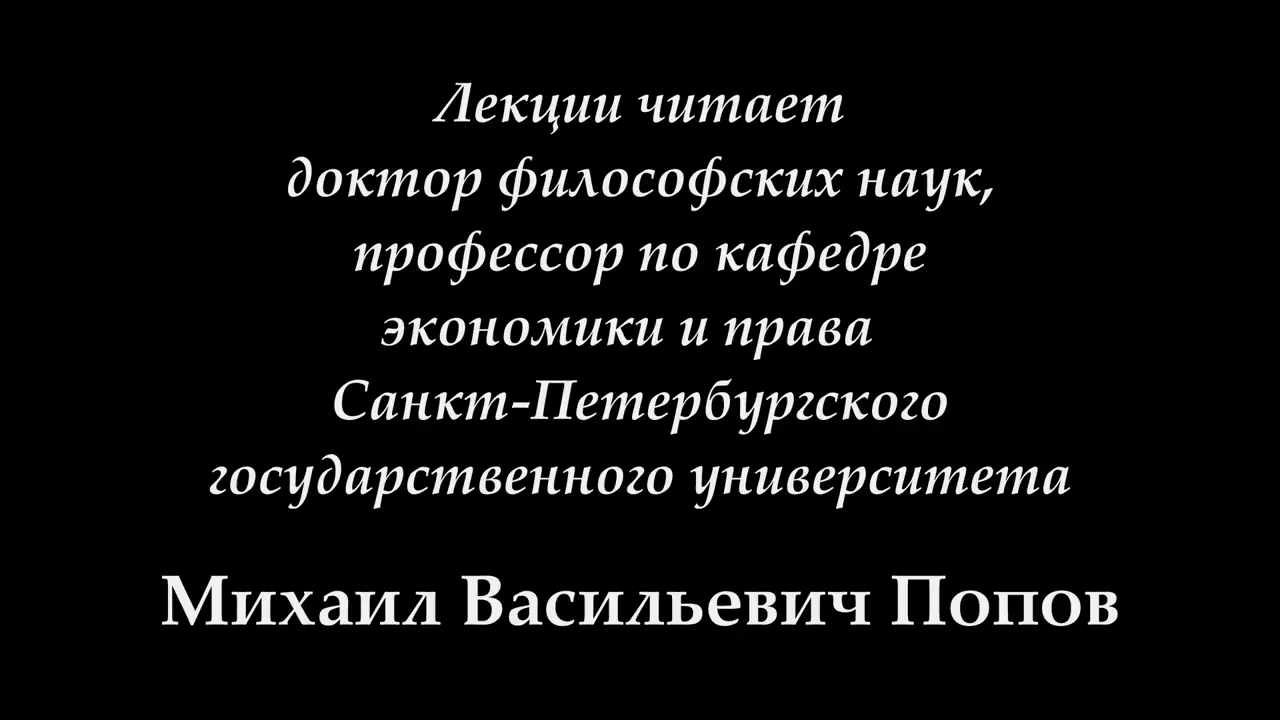 Лекции читает
доктор философских наук,
профессор по кафедре
экономики и права
Санкт-Петербургского
государственного университета
Михаил Васильевич Попов